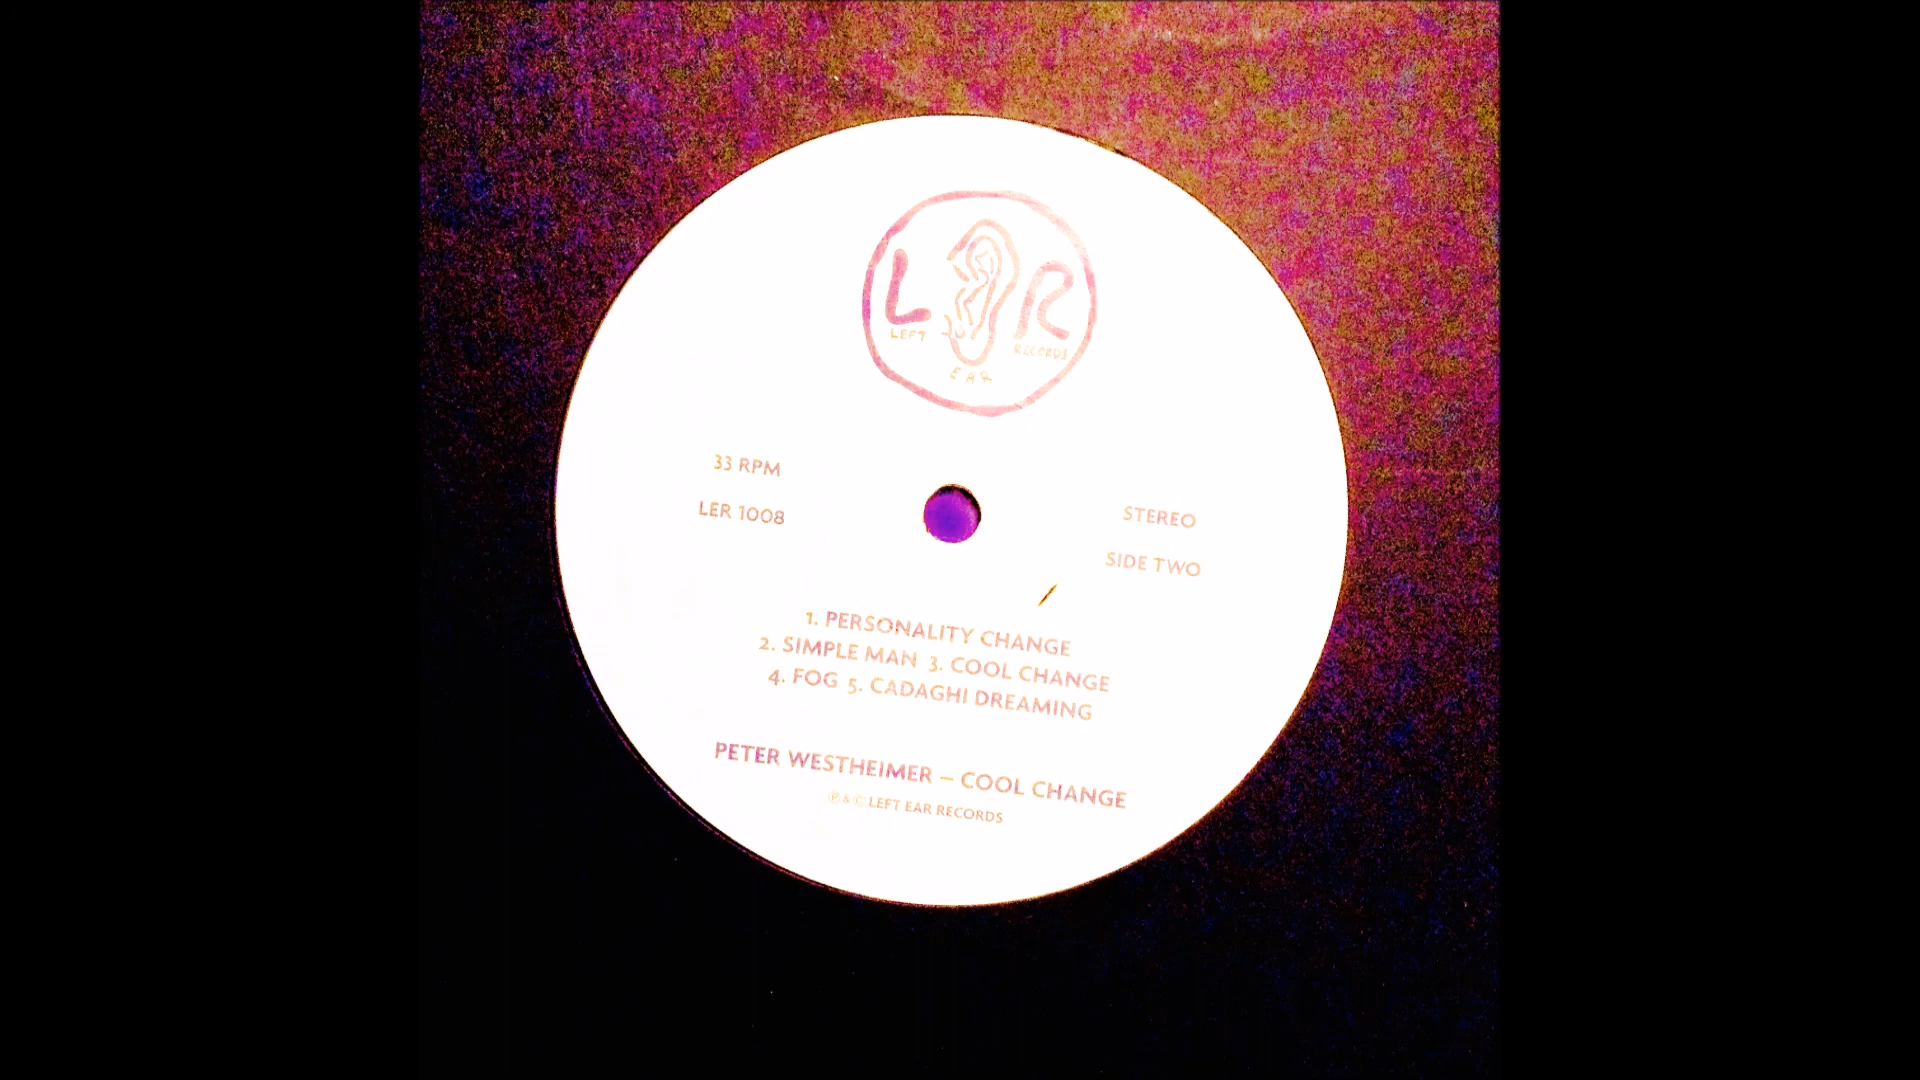 L R
LEFT
RECORDS
EAR
33 RPM
LER 1008
STEREO
SIDE TWO
1. PERSONALITY CHANGE
2. SIMPLE MAN 3. COOL CHANGE
4. FOG 5. CADAGHI DREAMING
PETER WESTHEIMER – COOL CHANGE
℗ & © LEFT EAR RECORDS